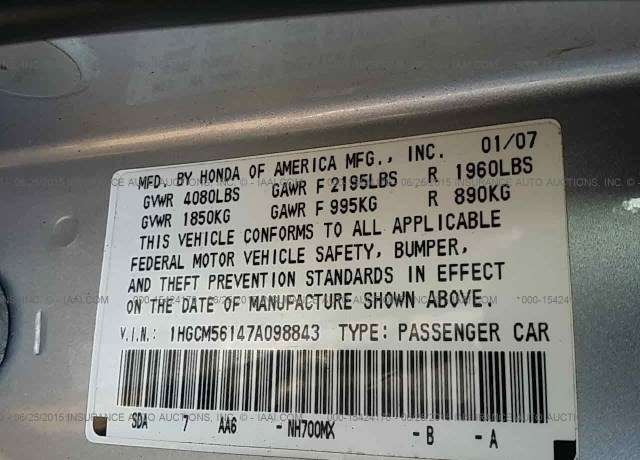 MFD. BY HONDA OF AMERICA MFG., INC. 01/07
GVWR 4080LBS GAWR F 2195LBS R 1960LBS
GVWR 1850KG GAWR F 995KG R 890KG
THIS VEHICLE CONFORMS TO ALL APPLICABLE
FEDERAL MOTOR VEHICLE SAFETY, BUMPER,
AND THEFT PREVENTION STANDARDS IN EFFECT
ON THE DATE OF MANUFACTURE SHOWN ABOVE.
V.I.N.: 1HGCM56147A098843 TYPE: PASSENGER CAR
SDA 7 AA6 - NH700MX - B - A